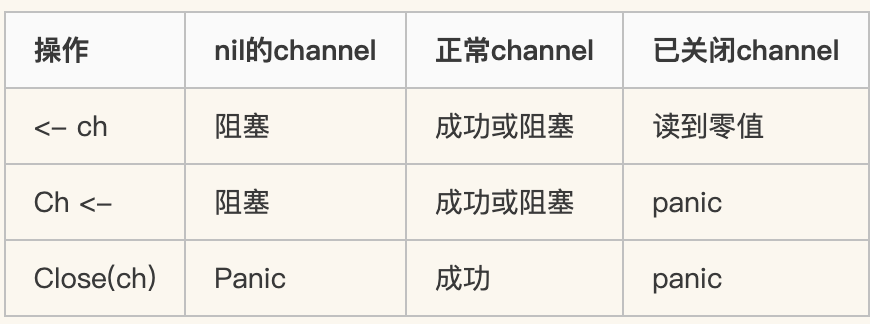 操作 nil的channel 正常channel 已关闭channel
<– ch 阻塞 成功或阻塞 读到零值
Ch <– 阻塞 成功或阻塞 panic
Close(ch) Panic 成功 panic